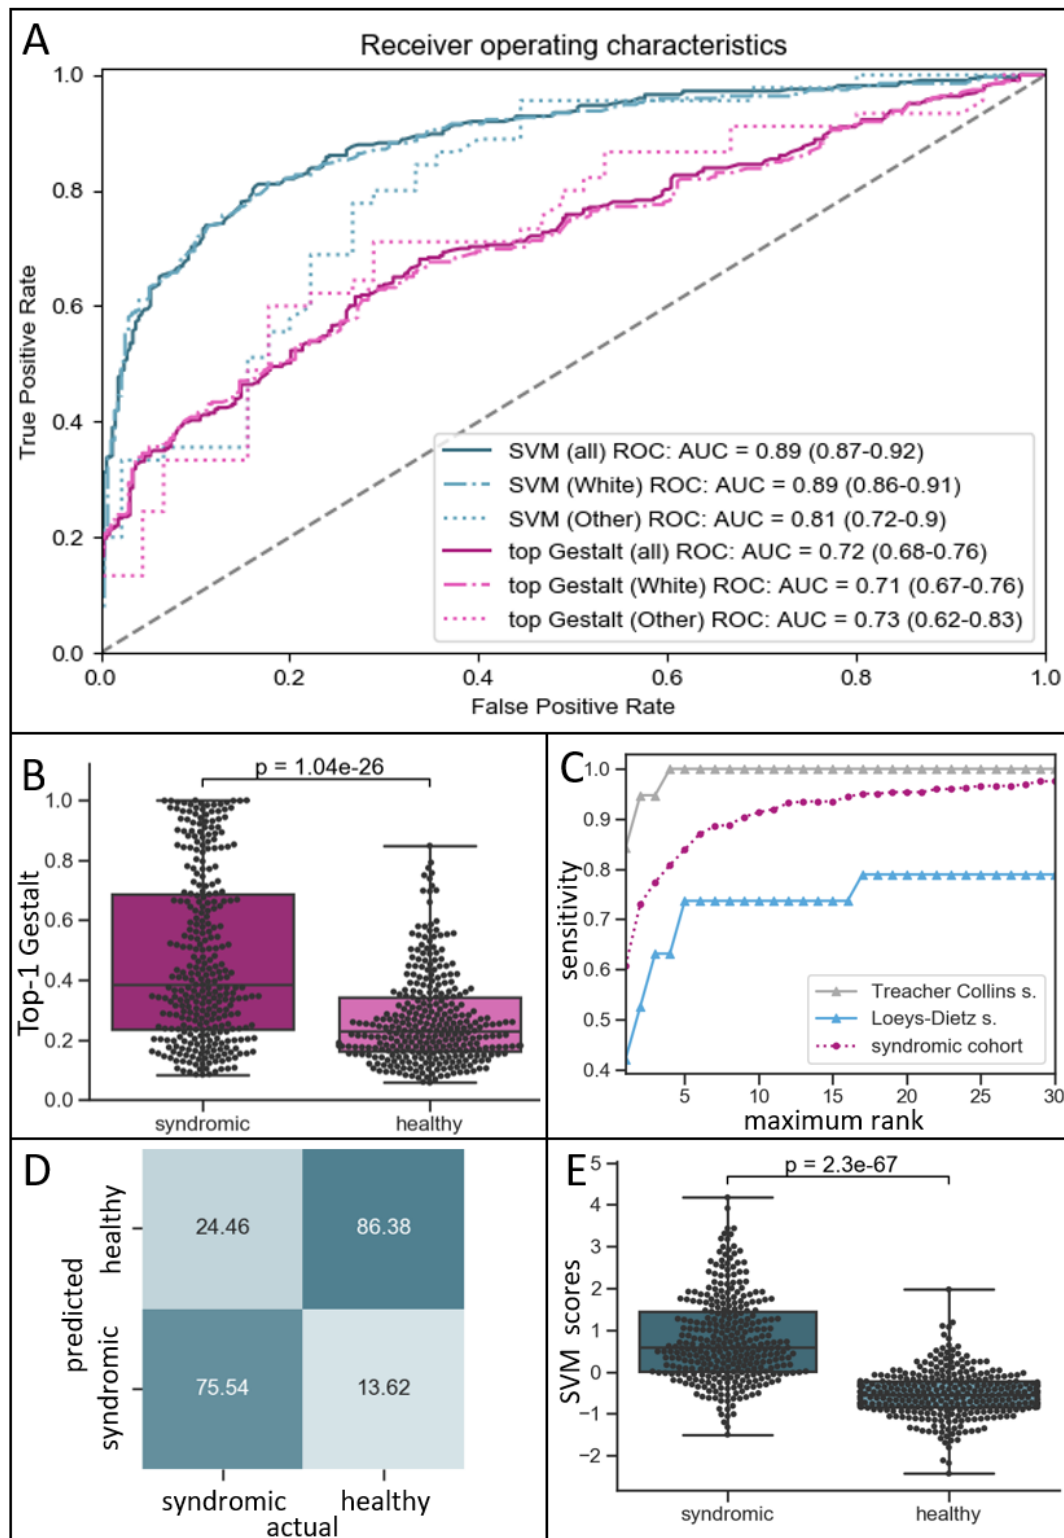 A
Receiver operating characteristics
True Positive Rate
1.0
0.8
0.6
0.4
0.2
0.0
SVM (all) ROC: AUC = 0.89 (0.87-0.92)
SVM (White) ROC: AUC = 0.89 (0.86-0.91)
SVM (Other) ROC: AUC = 0.81 (0.72-0.9)
top Gestalt (all) ROC: AUC = 0.72 (0.68-0.76)
top Gestalt (White) ROC: AUC = 0.71 (0.67-0.76)
top Gestalt (Other) ROC: AUC = 0.73 (0.62-0.83)
0.0 0.2 0.4 0.6 0.8 1.0
False Positive Rate
B
p = 1.04e-26
Top-1 Gestalt
1.0
0.8
0.6
0.4
0.2
0.0
syndromic healthy
C
sensitivity
1.0
0.9
0.8
0.7
0.6
0.5
0.4
Treacher Collins s.
Loeys-Dietz s.
syndromic cohort
5 10 15 20 25 30
maximum rank
D
predicted
healthy
syndromic
24.46 86.38
75.54 13.62
syndromic healthy
actual
E
p = 2.3e-67
SVM scores
5
4
3
2
1
0
−1
−2
syndromic healthy